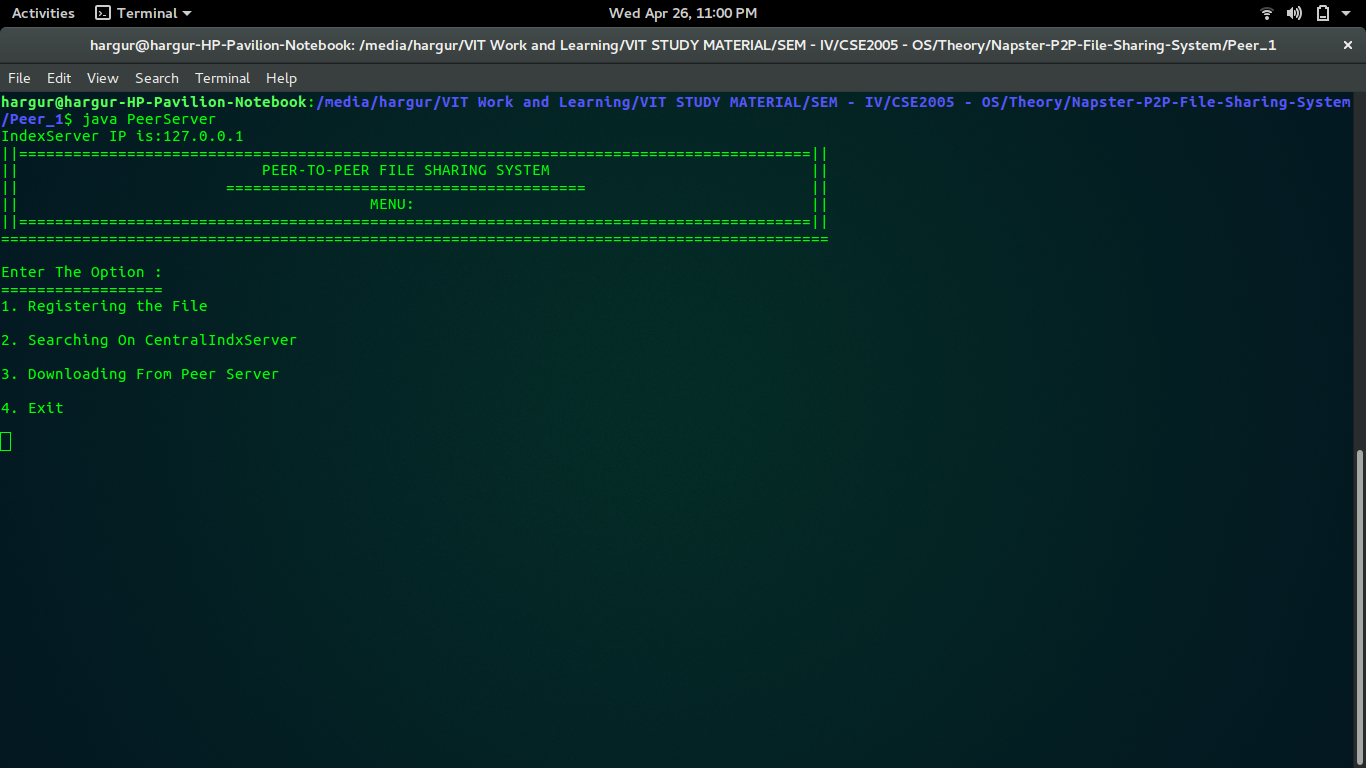 Activities Terminal Wed Apr 26, 11:00 PM
hargur@hargur-HP-Pavilion-Notebook: /media/hargur/VIT Work and Learning/VIT STUDY MATERIAL/SEM - IV/CSE2005 - OS/Theory/Napster-P2P-File-Sharing-System/Peer_1 ×
File Edit View Search Terminal Help
hargur@hargur-HP-Pavilion-Notebook:/media/hargur/VIT Work and Learning/VIT STUDY MATERIAL/SEM - IV/CSE2005 - OS/Theory/Napster-P2P-File-Sharing-System
/Peer_1$ java PeerServer
IndexServer IP is:127.0.0.1
||========================================================================================||
||                           PEER-TO-PEER FILE SHARING SYSTEM                             ||
||                       ========================================                         ||
||                                       MENU:                                            ||
||========================================================================================||
============================================================================================
Enter The Option :
==================
1. Registering the File
2. Searching On CentralIndxServer
3. Downloading From Peer Server
4. Exit